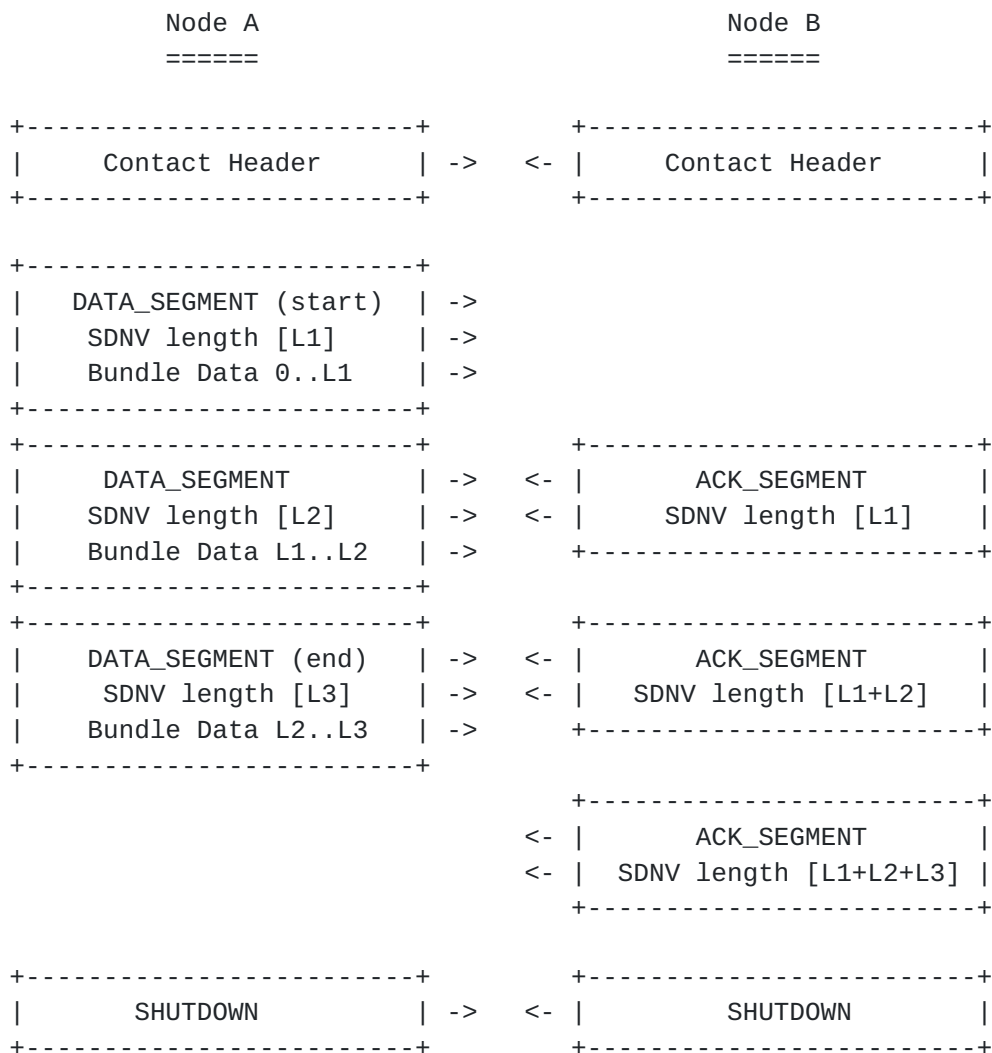 Node A                              Node B
======                              ======
+-------------------------+         +-------------------------+
|     Contact Header      | ->   <- |     Contact Header      |
+-------------------------+         +-------------------------+
+-------------------------+
|   DATA_SEGMENT (start)  | ->
|    SDNV length [L1]     | ->
|    Bundle Data 0..L1    | ->
+-------------------------+
+-------------------------+         +-------------------------+
|     DATA_SEGMENT        | ->   <- |       ACK_SEGMENT       |
|    SDNV length [L2]     | ->   <- |     SDNV length [L1]    |
|    Bundle Data L1..L2   | ->      +-------------------------+
+-------------------------+
+-------------------------+         +-------------------------+
|    DATA_SEGMENT (end)   | ->   <- |       ACK_SEGMENT       |
|     SDNV length [L3]    | ->   <- |   SDNV length [L1+L2]   |
|    Bundle Data L2..L3   | ->      +-------------------------+
+-------------------------+
                                    +-------------------------+
                                 <- |       ACK_SEGMENT       |
                                 <- |  SDNV length [L1+L2+L3] |
                                    +-------------------------+
+-------------------------+         +-------------------------+
|       SHUTDOWN          | ->   <- |         SHUTDOWN        |
+-------------------------+         +-------------------------+